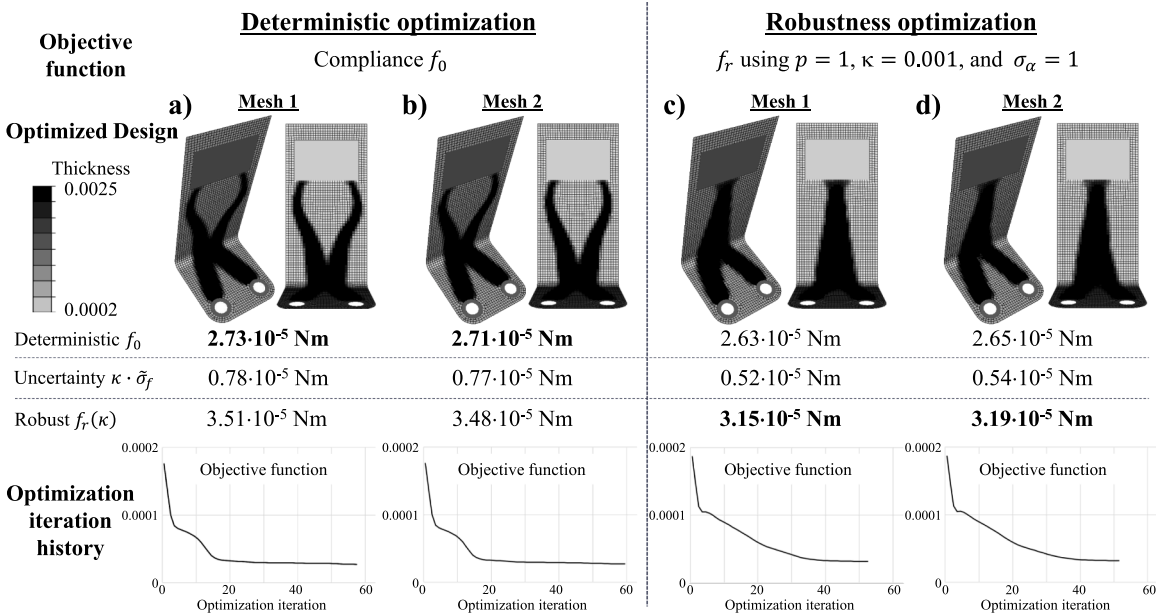 Deterministic optimization
Robustness optimization
Objective
function
Compliance f₀
fᵣ using p = 1, κ = 0.001, and σ_α = 1
a) Mesh 1
b) Mesh 2
c) Mesh 1
d) Mesh 2
Optimized Design
Thickness
0.0025
0.0002
Deterministic f₀ 2.73·10⁻⁵ Nm 2.71·10⁻⁵ Nm 2.63·10⁻⁵ Nm 2.65·10⁻⁵ Nm
Uncertainty κ · σ̃_f 0.78·10⁻⁵ Nm 0.77·10⁻⁵ Nm 0.52·10⁻⁵ Nm 0.54·10⁻⁵ Nm
Robust fᵣ(κ) 3.51·10⁻⁵ Nm 3.48·10⁻⁵ Nm 3.15·10⁻⁵ Nm 3.19·10⁻⁵ Nm
Optimization
iteration
history
0.0002
Objective function
0.0001
0
0 20 40 60
Optimization iteration
0.0002
Objective function
0.0001
0
0 20 40 60
Optimization iteration
0.0002
Objective function
0.0001
0
0 20 40 60
Optimization iteration
0.0002
Objective function
0.0001
0
0 20 40 60
Optimization iteration